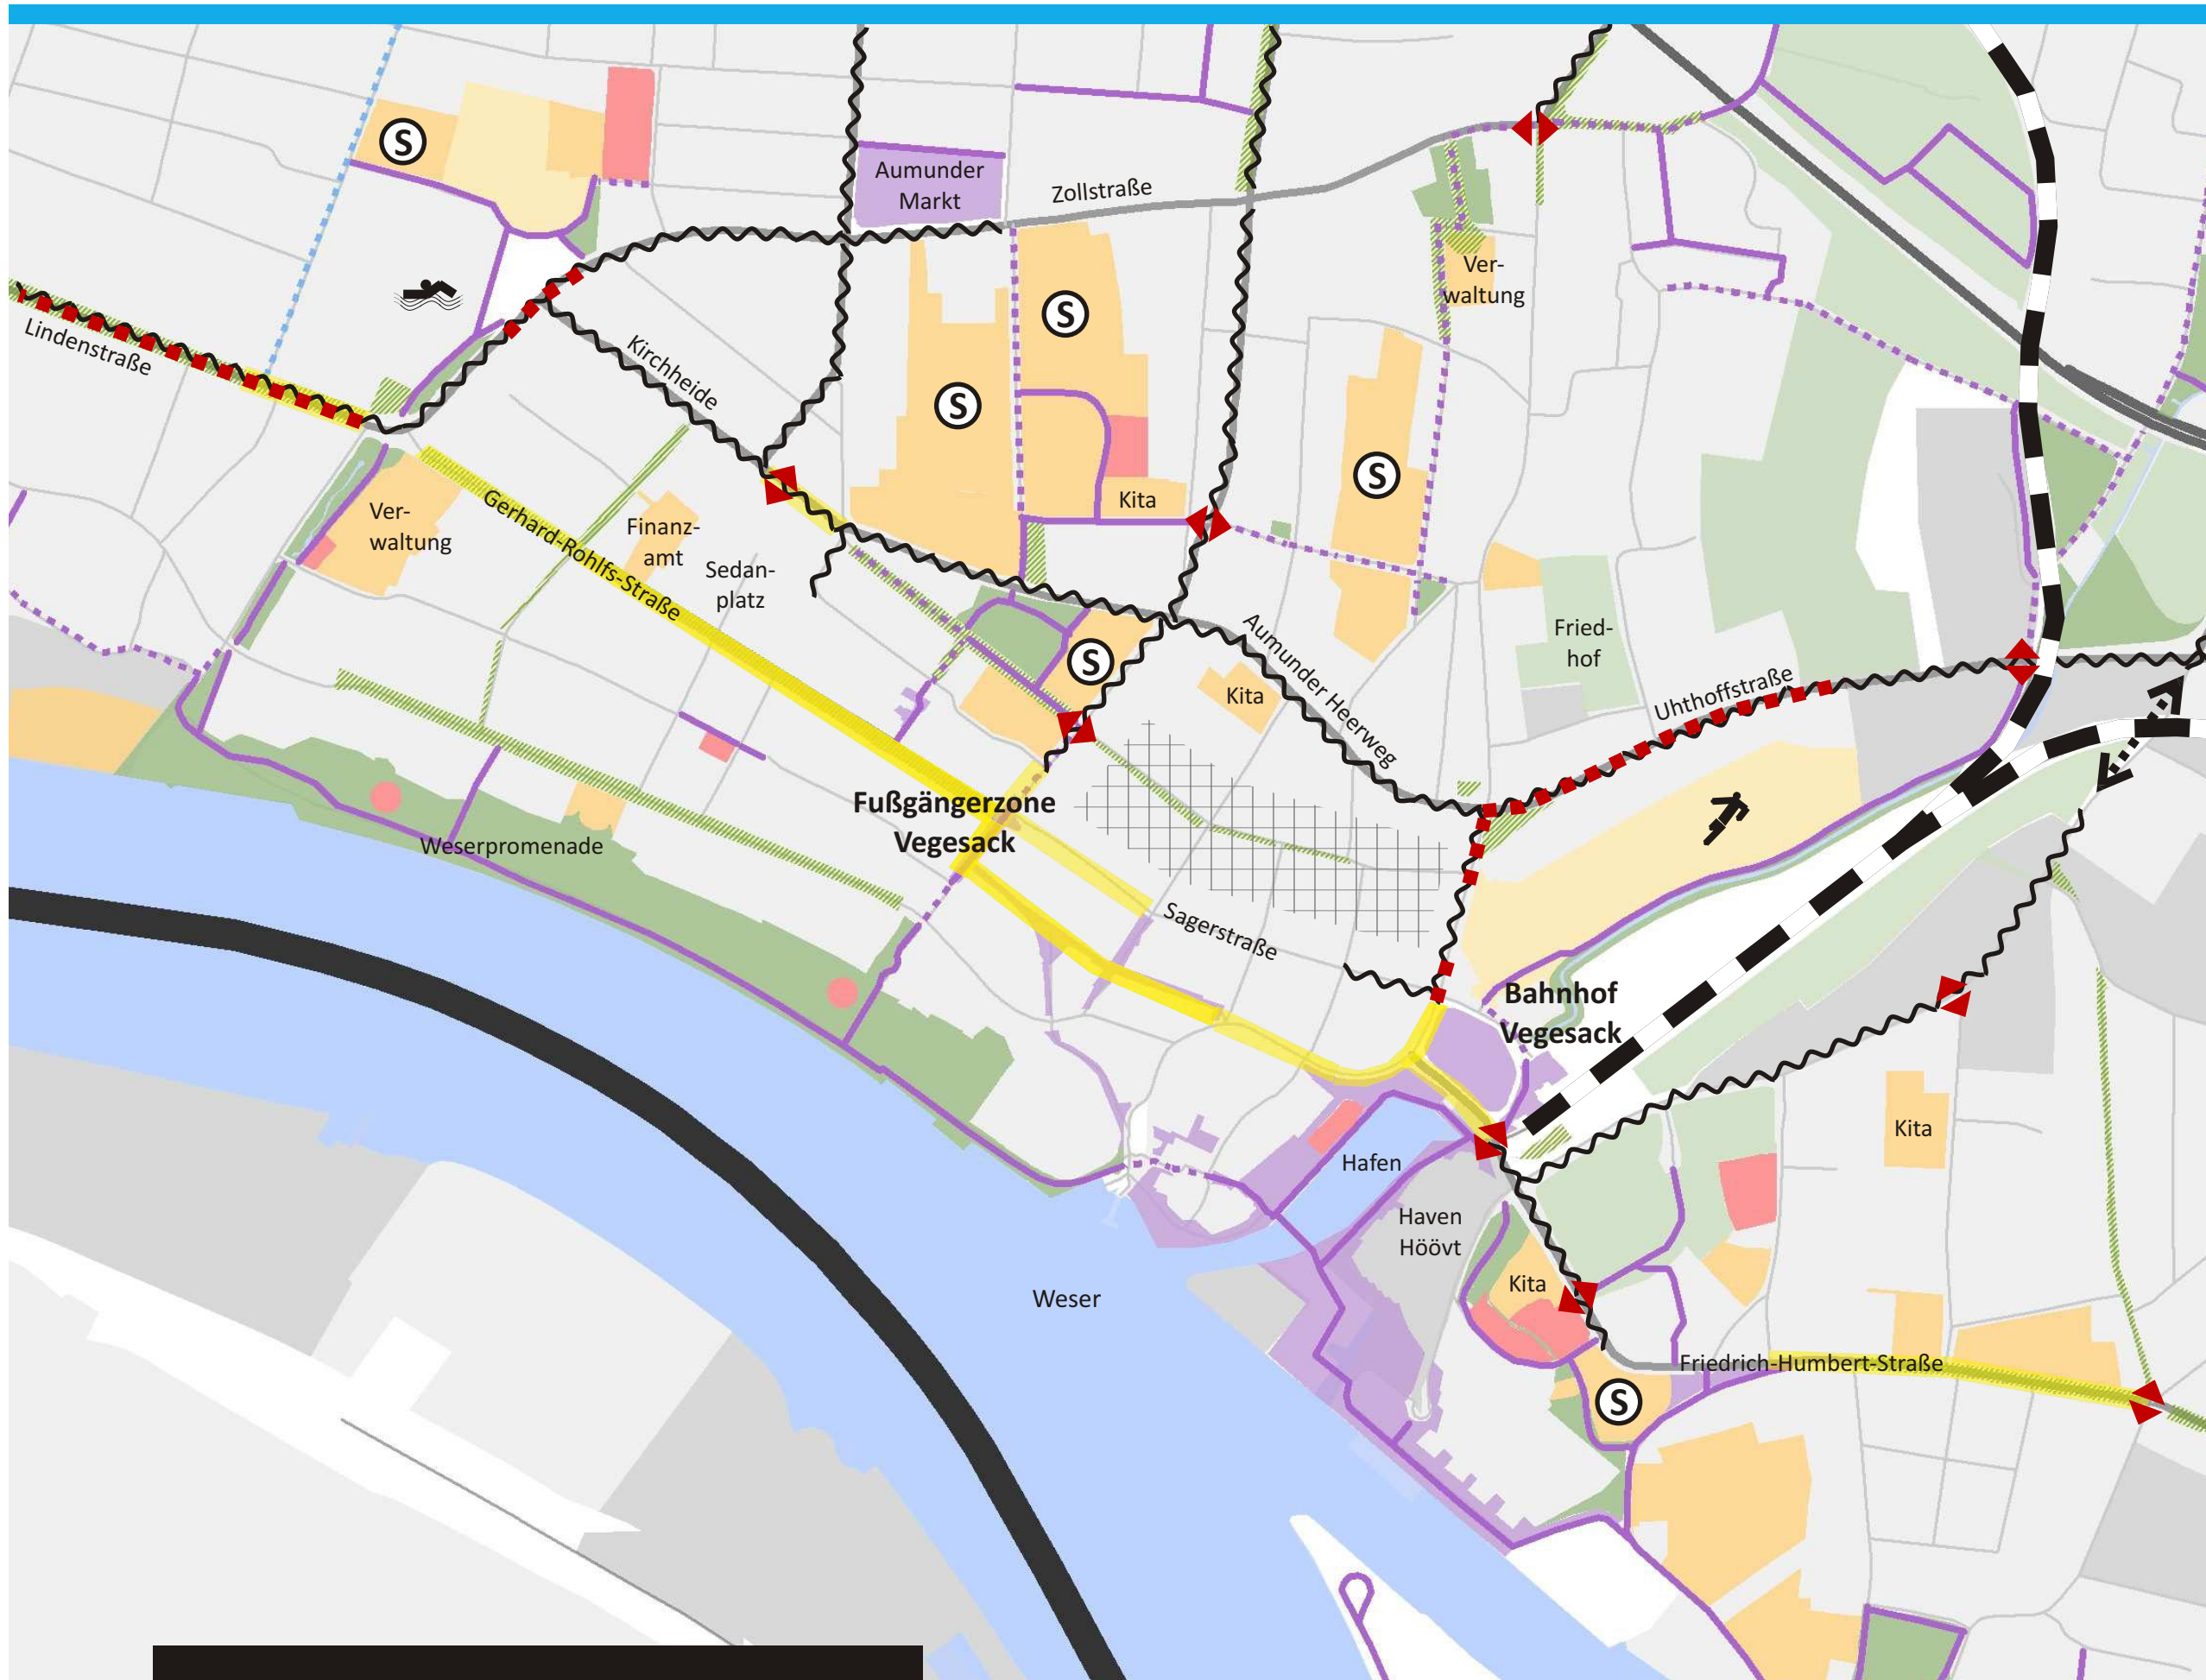 S
Aumunder
Markt
Zollstraße
Ver-
waltung
S
Lindenstraße
Kirchheide
S
S
Kita
Ver-
waltung
Gerhard-Rohlfs-Straße
Finanz-
amt
Sedan-
platz
S
Kita
Aumunder Heerweg
Fried-
hof
Uhthoffstraße
Fußgängerzone
Vegesack
Weserpromenade
Sagerstraße
Bahnhof
Vegesack
Kita
Hafen
Haven
Höövt
Kita
Weser
Friedrich-Humbert-Straße
S